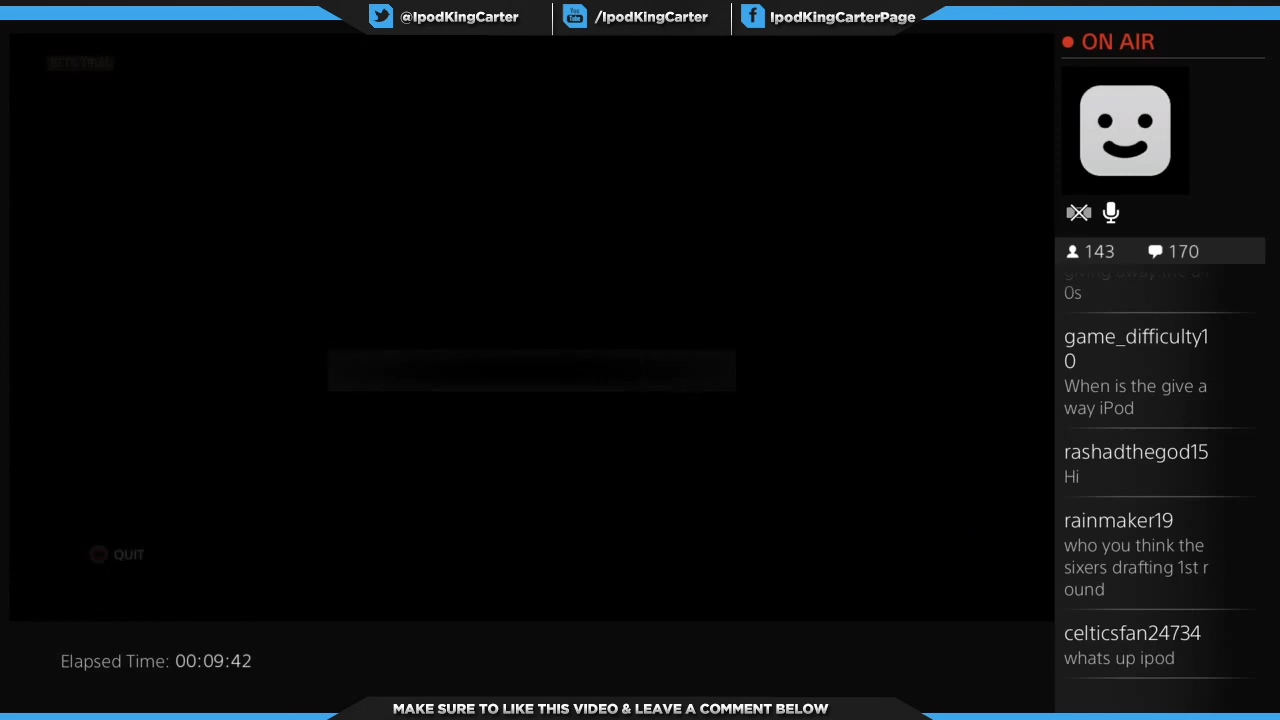 @IpodKingCarter
You Tube
/IpodKingCarter
f IpodKingCarterPage
ON AIR
143 170
0s
game_difficulty1
0
When is the give a
way iPod
rashadthegod15
Hi
rainmaker19
who you think the
sixers drafting 1st r
ound
celticsfan24734
whats up ipod
QUIT
Elapsed Time: 00:09:42
MAKE SURE TO LIKE THIS VIDEO & LEAVE A COMMENT BELOW